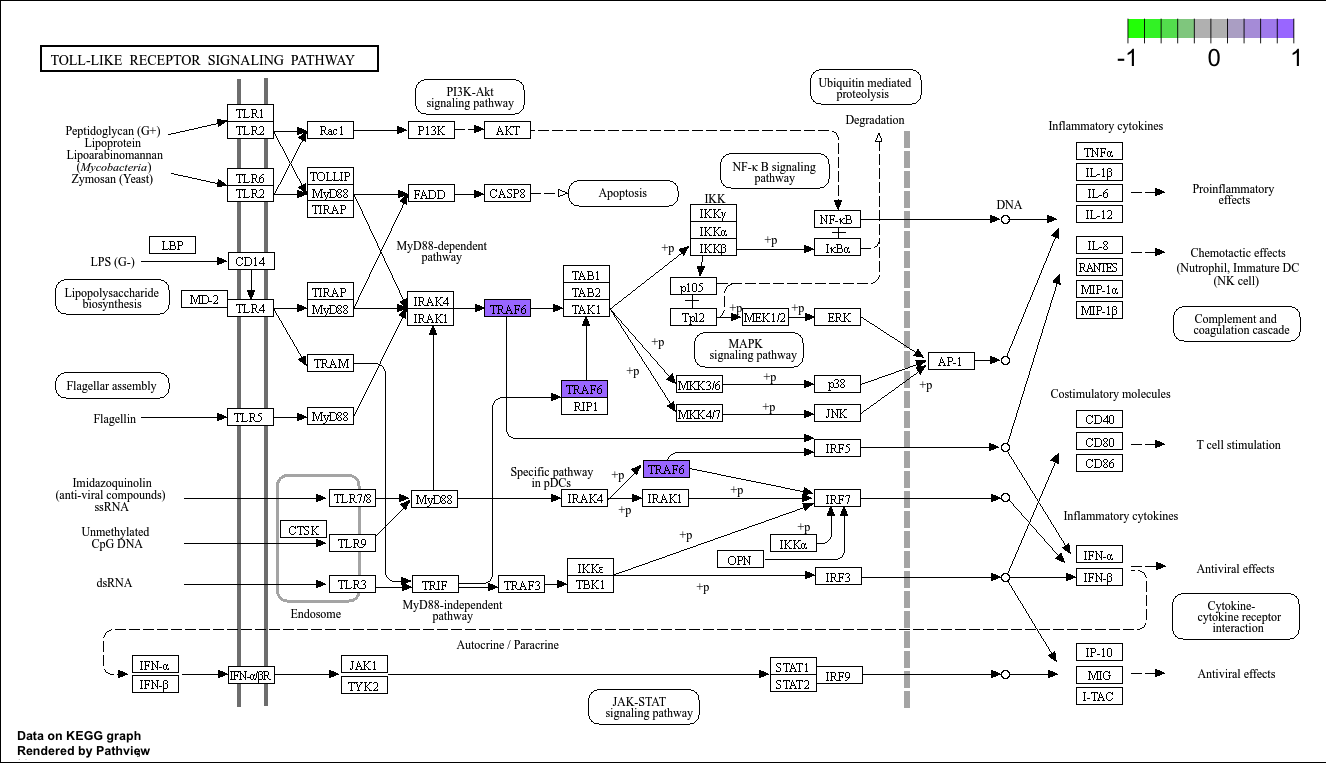 -1 0 1
TOLL-LIKE RECEPTOR SIGNALING PATHWAY
PI3K-Akt
signaling pathway
Ubiquitin mediated
proteolysis
Degradation
Inflammatory cytokines
TLR1
TLR2
Peptidoglycan (G+)
Lipoprotein
Lipoarabinomannan
(Mycobacteria)
Zymosan (Yeast)
Rac1
P13K
AKT
TLR6
TLR2
TOLLIP
MyD88
TIRAP
FADD
CASP8
Apoptosis
NF-κ B signaling
pathway
TNFα
IL-1β
IL-6
IL-12
Proinflammatory
effects
DNA
IKK
IKKγ
IKKα
IKKβ
+p
+p
NF-κB
IκBα
LBP
LPS (G-)
CD14
MyD88-dependent
pathway
IL-8
RANTES
MIP-1α
MIP-1β
Chemotactic effects
(Nutrophil, Immature DC
(NK cell)
Lipopolysaccharide
biosynthesis
MD-2
TLR4
TIRAP
MyD88
IRAK4
IRAK1
TRAF6
TAB1
TAB2
TAK1
p105
Tpl2
+p
MEK1/2
+p
ERK
Complement and
coagulation cascade
MAPK
signaling pathway
+p
+p
TRAM
AP-1
+p
Flagellar assembly
TRAF6
RIP1
MKK3/6
+p
p38
Costimulatory molecules
Flagellin
TLR5
MyD88
MKK4/7
+p
JNK
CD40
CD80
CD86
T cell stimulation
IRF5
Specific pathway
in pDCs
TRAF6
+p
Imidazoquinolin
(anti-viral compounds)
ssRNA
TLR7/8
MyD88
IRAK4
+p
IRAK1
+p
IRF7
Inflammatory cytokines
Unmethylated
CpG DNA
CTSK
TLR9
+p
+p
IKKα
OPN
IFN-α
IFN-β
Antiviral effects
dsRNA
TLR3
TRIF
TRAF3
IKKε
TBK1
+p
IRF3
Endosome
MyD88-independent
pathway
Cytokine-
cytokine receptor
interaction
Autocrine / Paracrine
IFN-α
IFN-β
IFN-α/βR
JAK1
TYK2
STAT1
STAT2
IRF9
IP-10
MIG
I-TAC
Antiviral effects
JAK-STAT
signaling pathway
Data on KEGG graph
Rendered by Pathview